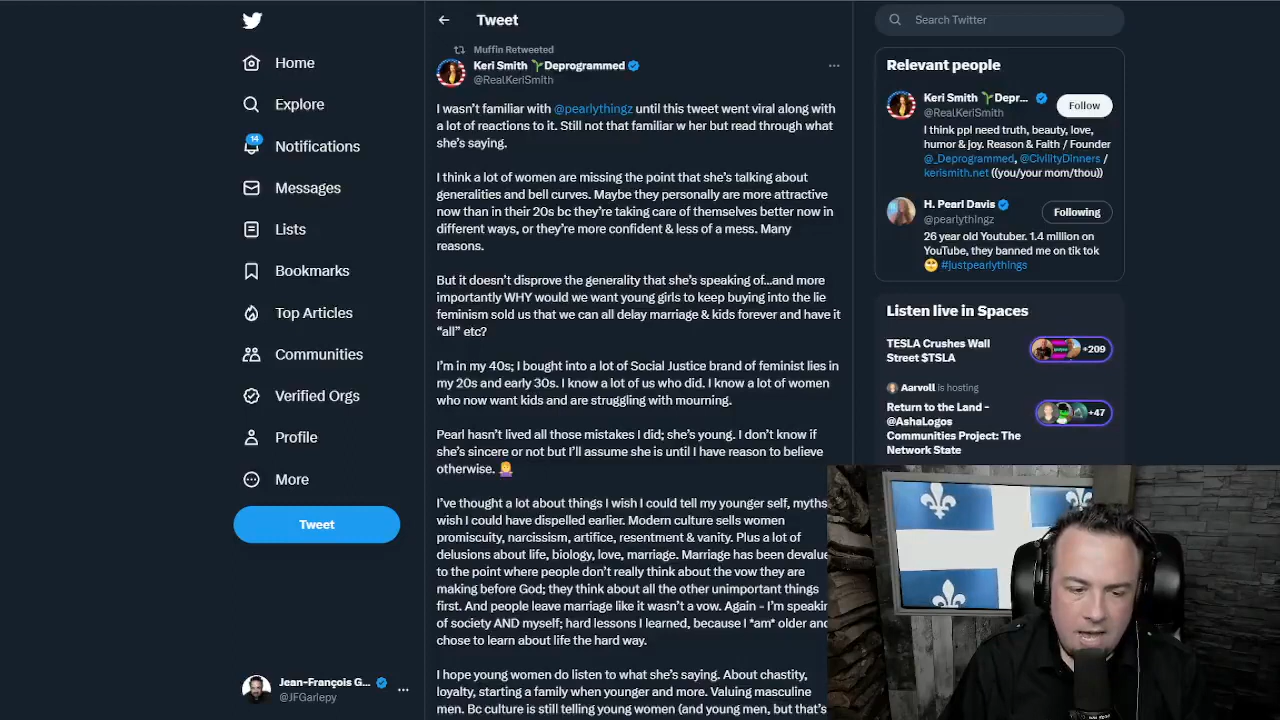 Home
Explore
14
Notifications
Messages
Lists
Bookmarks
Top Articles
Communities
Verified Orgs
Profile
More
Tweet
Jean-François G...
@JFGariepy
Tweet
Muffin Retweeted
Keri Smith 🌱Deprogrammed
@RealKeriSmith
I wasn't familiar with @pearlythingz until this tweet went viral along with
a lot of reactions to it. Still not that familiar w her but read through what
she's saying.
I think a lot of women are missing the point that she's talking about
generalities and bell curves. Maybe they personally are more attractive
now than in their 20s bc they're taking care of themselves better now in
different ways, or they're more confident & less of a mess. Many
reasons.
But it doesn't disprove the generality that she's speaking of...and more
importantly WHY would we want young girls to keep buying into the lie
feminism sold us that we can all delay marriage & kids forever and have it
“all” etc?
I'm in my 40s; I bought into a lot of Social Justice brand of feminist lies in
my 20s and early 30s. I know a lot of us who did. I know a lot of women
who now want kids and are struggling with mourning.
Pearl hasn't lived all those mistakes I did; she's young. I don't know if
she's sincere or not but I'll assume she is until I have reason to believe
otherwise. 🤷‍♀️
I've thought a lot about things I wish I could tell my younger self, myths
wish I could have dispelled earlier. Modern culture sells women
promiscuity, narcissism, artifice, resentment & vanity. Plus a lot of
delusions about life, biology, love, marriage. Marriage has been devalue
to the point where people don't really think about the vow they are
making before God; they think about all the other unimportant things
first. And people leave marriage like it wasn't a vow. Again - I'm speakin
of society AND myself; hard lessons I learned, because I *am* older and
chose to learn about life the hard way.
I hope young women do listen to what she's saying. About chastity,
loyalty, starting a family when younger and more. Valuing masculine
men. Bc culture is still telling young women (and young men, but that's
Search Twitter
Relevant people
Keri Smith 🌱Depr...
@RealKeriSmith
Follow
I think ppl need truth, beauty, love,
humor & joy. Reason & Faith / Founder
@_Deprogrammed, @CivilityDinners /
kerismith.net ((you/your mom/thou))
H. Pearl Davis
@pearlythingz
Following
26 year old Youtuber. 1.4 million on
YouTube, they banned me on tik tok
🙄 #justpearlythings
Listen live in Spaces
TESLA Crushes Wall
Street $TSLA
+209
Aarvoll is hosting
Return to the Land -
@AshaLogos
Communities Project: The
Network State
+47